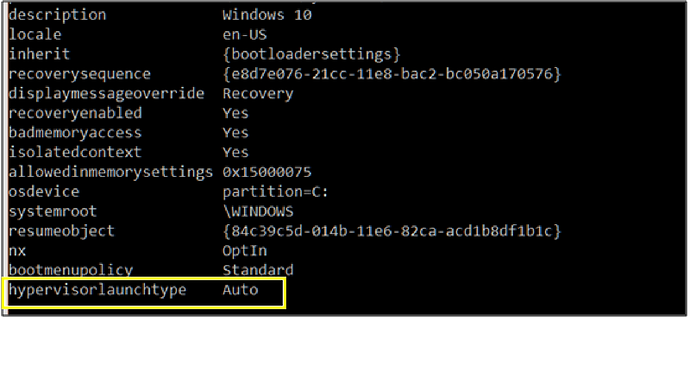 description Windows 10
locale en-US
inherit {bootloadersettings}
recoverysequence {e8d7e076-21cc-11e8-bac2-bc050a170576}
displaymessageoverride Recovery
recoveryenabled Yes
badmemoryaccess Yes
isolatedcontext Yes
allowedinmemorysettings 0x15000075
osdevice partition=C:
systemroot \WINDOWS
resumeobject {84c39c5d-014b-11e6-82ca-acd1b8df1b1c}
nx OptIn
bootmenupolicy Standard
hypervisorlaunchtype Auto